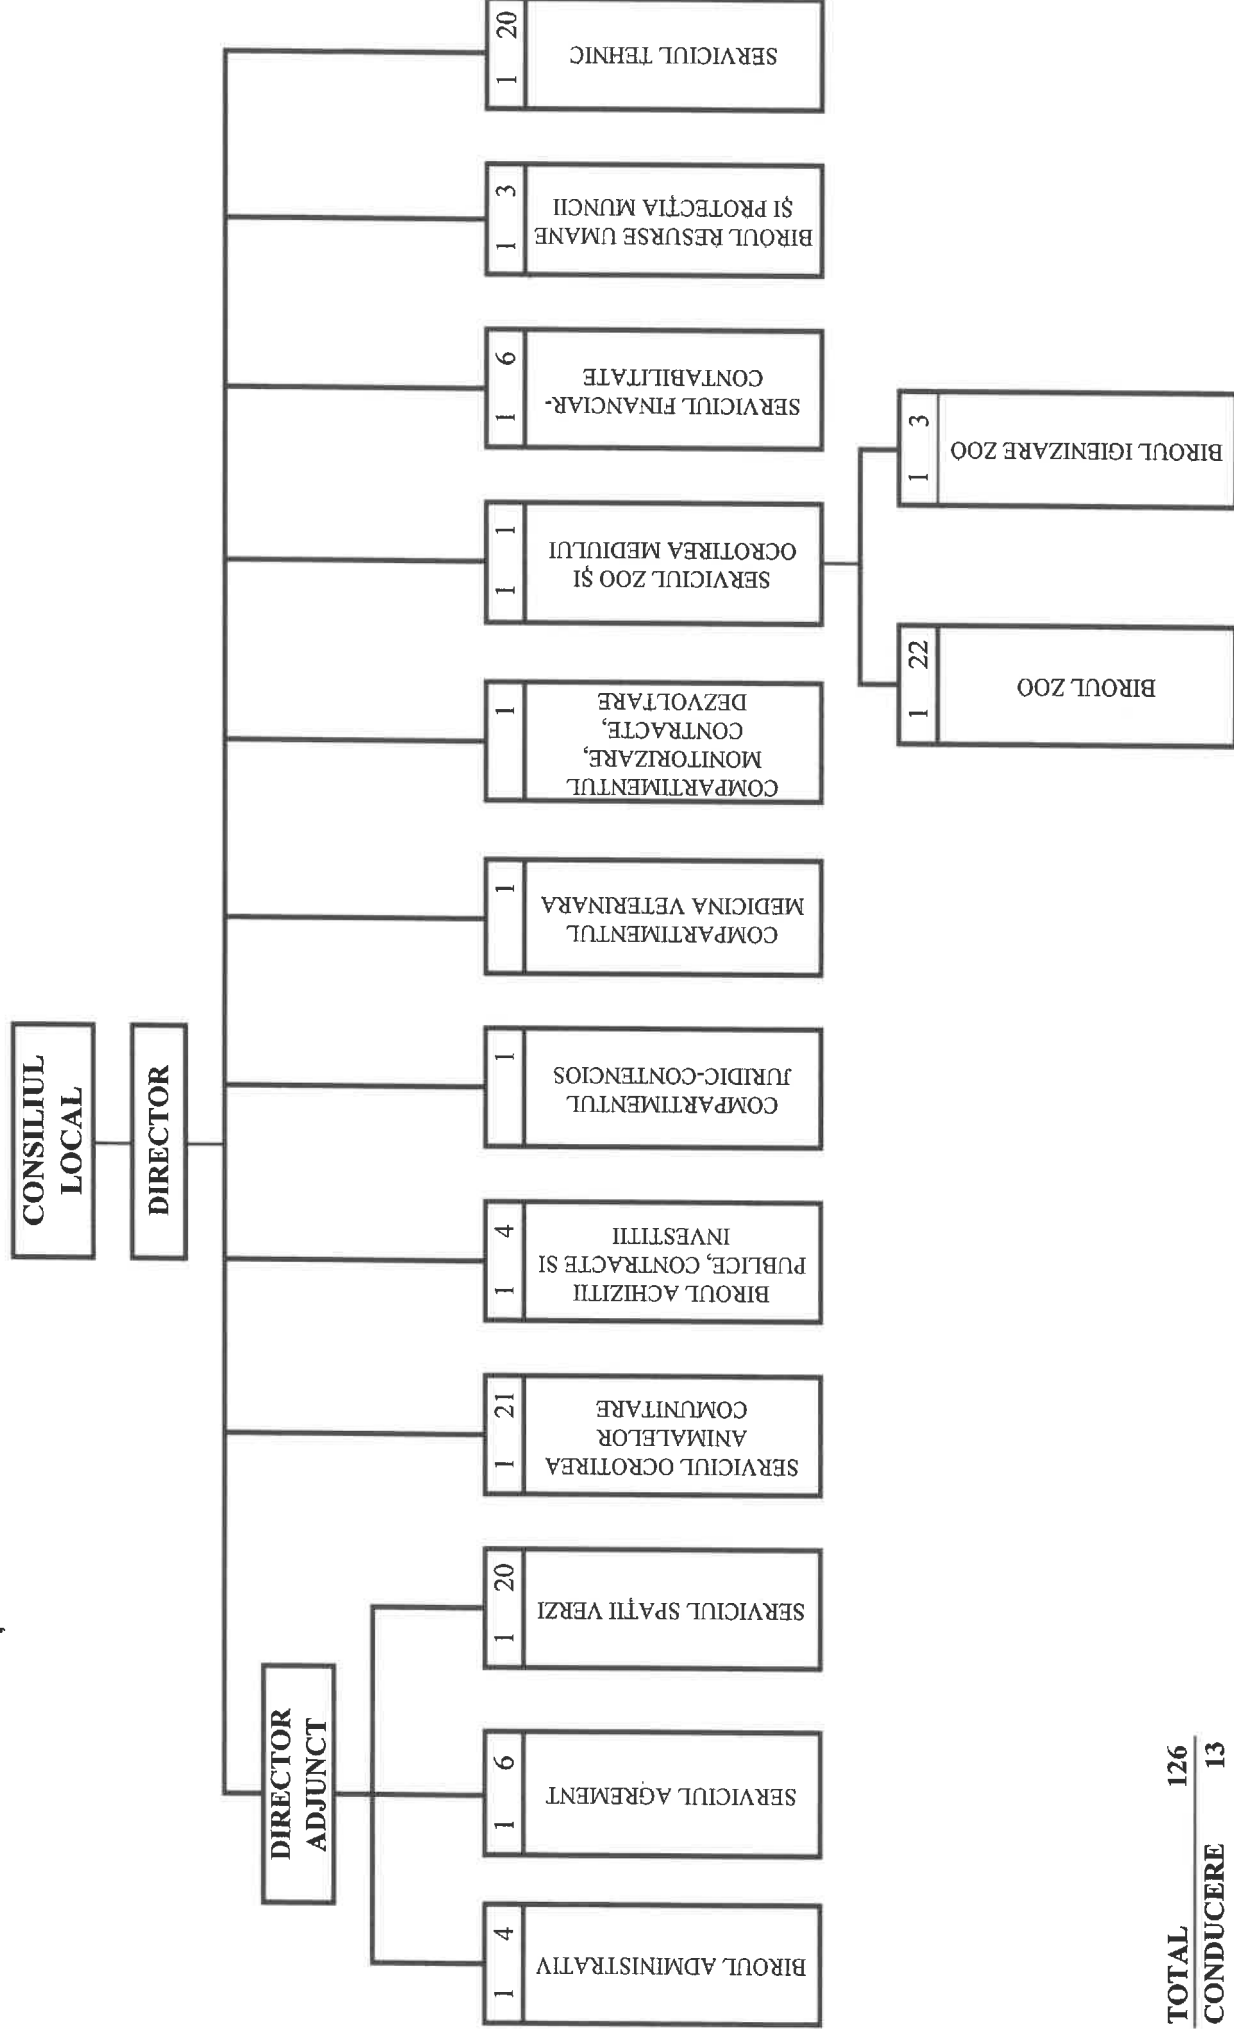 CONSILIUL
LOCAL
DIRECTOR
DIRECTOR
ADJUNCT
1 4
BIROUL ADMINISTRATIV
1 6
SERVICIUL AGREMENT
1 20
SERVICIUL SPAȚII VERZI
1 21
SERVICIUL OCROTIREA
ANIMALELOR
COMUNITARE
1 4
BIROUL ACHIZITII
PUBLICE, CONTRACTE SI
INVESTITII
1
COMPARTIMENTUL
JURIDIC-CONTENCIOS
1
COMPARTIMENTUL
MEDICINA VETERINARA
1
COMPARTIMENTUL
MONITORIZARE,
CONTRACTE,
DEZVOLTARE
1 1
SERVICIUL ZOO ȘI
OCROTIREA MEDIULUI
1 6
SERVICIUL FINANCIAR-
CONTABILITATE
1 3
BIROUL RESURSE UMANE
ȘI PROTECȚIA MUNCII
1 20
SERVICIUL TEHNIC
1 22
BIROUL ZOO
1 3
BIROUL IGIENIZARE ZOO
TOTAL 126
CONDUCERE 13